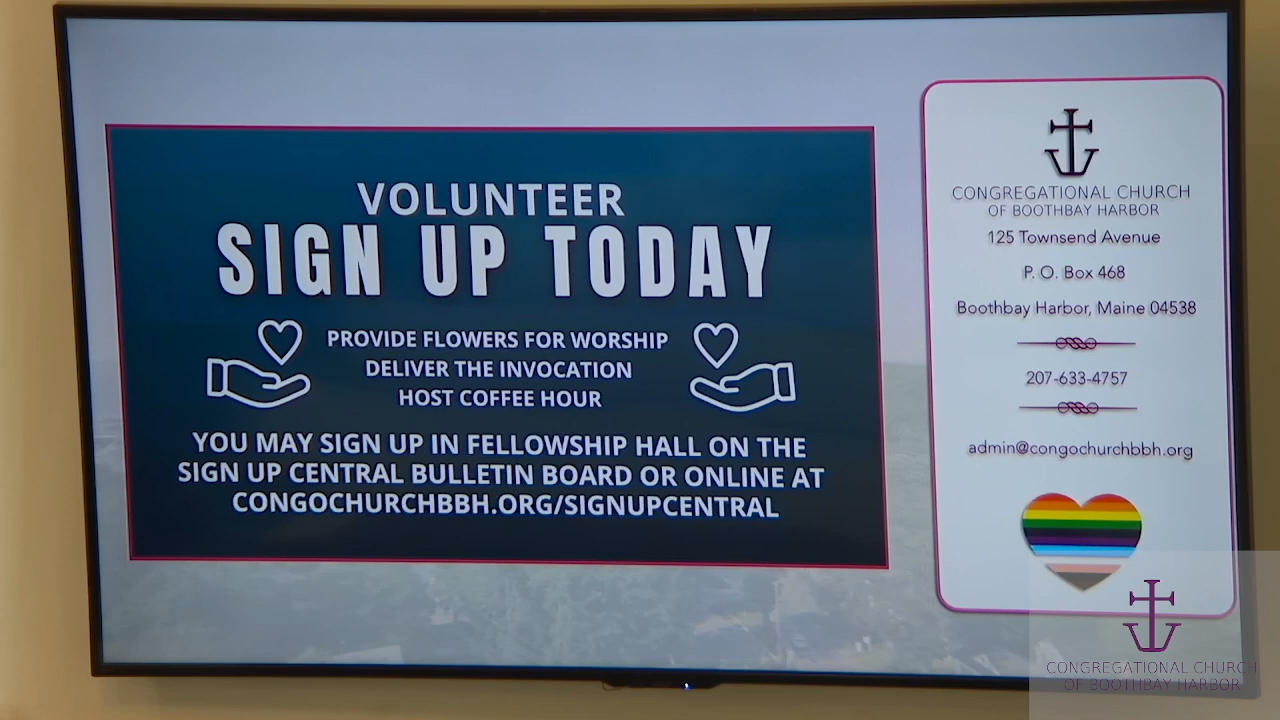 VOLUNTEER
SIGN UP TODAY
PROVIDE FLOWERS FOR WORSHIP
DELIVER THE INVOCATION
HOST COFFEE HOUR
YOU MAY SIGN UP IN FELLOWSHIP HALL ON THE
SIGN UP CENTRAL BULLETIN BOARD OR ONLINE AT
CONGOCHURCHBBH.ORG/SIGNUPCENTRAL
CONGREGATIONAL CHURCH
OF BOOTHBAY HARBOR
125 Townsend Avenue
P. O. Box 468
Boothbay Harbor, Maine 04538
207-633-4757
admin@congochurchbbh.org
CONGREGATIONAL CHURCH
OF BOOTHBAY HARBOR